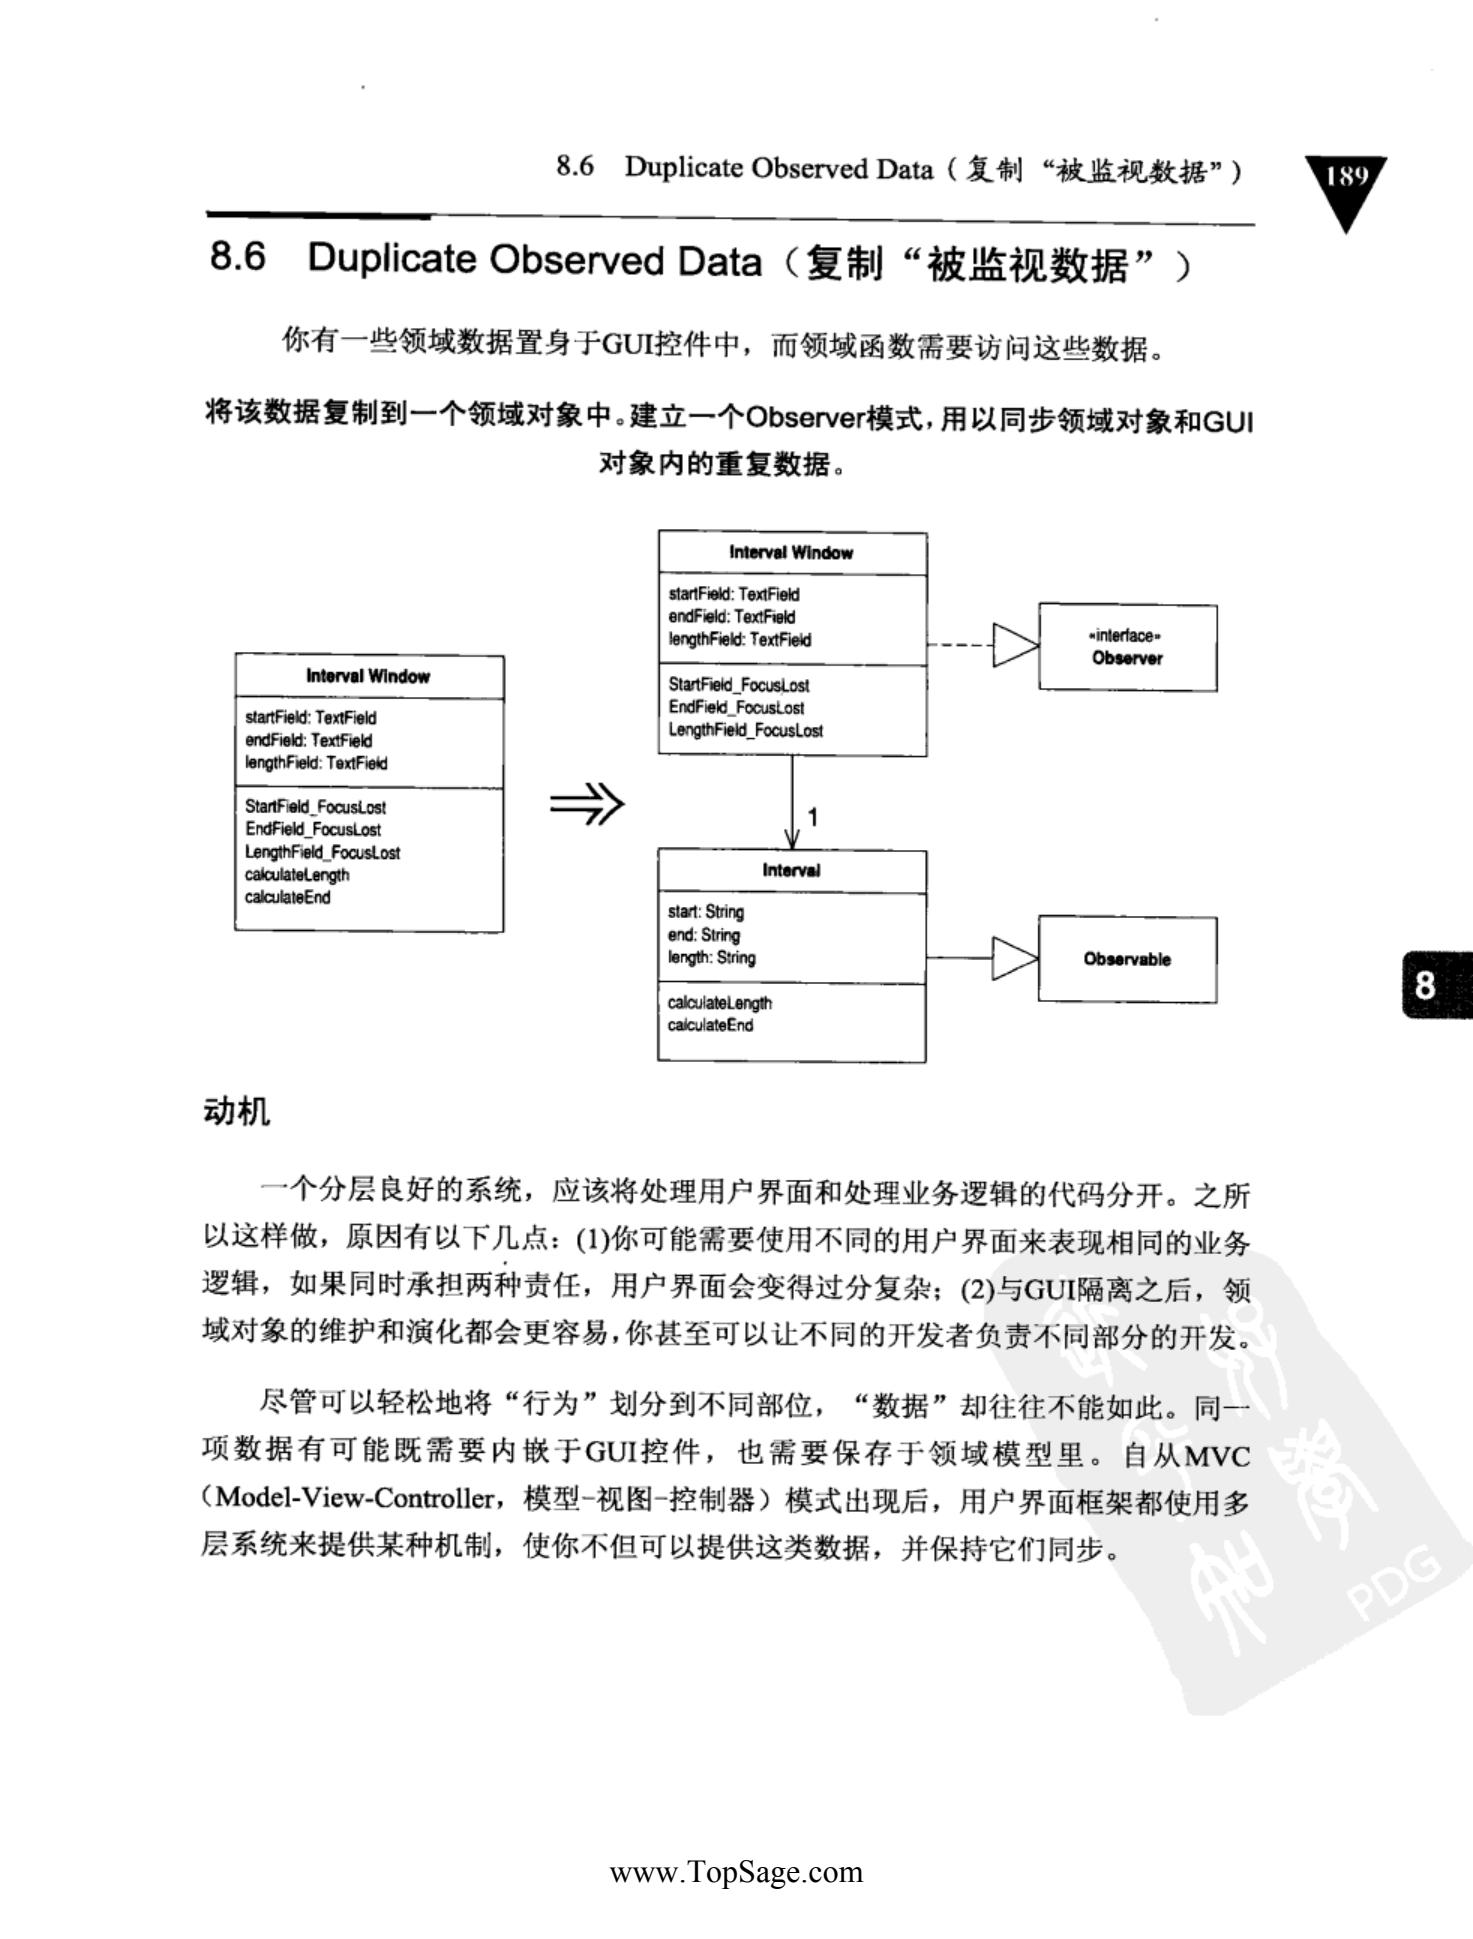 8.6 Duplicate Observed Data（复制“被监视数据”）
189
8.6 Duplicate Observed Data（复制“被监视数据”）
你有一些领域数据置身于GUI控件中，而领域函数需要访问这些数据。
将该数据复制到一个领域对象中。建立一个Observer模式，用以同步领域对象和GUI
对象内的重复数据。
Interval Window
startField: TextField
endField: TextField
lengthField: TextField
StartField_FocusLost
EndField_FocusLost
LengthField_FocusLost
calculateLength
calculateEnd
Interval Window
startField: TextField
endField: TextField
lengthField: TextField
StartField_FocusLost
EndField_FocusLost
LengthField_FocusLost
«interface»
Observer
1
Interval
start: String
end: String
length: String
calculateLength
calculateEnd
Observable
8
动机
一个分层良好的系统，应该将处理用户界面和处理业务逻辑的代码分开。之所
以这样做，原因有以下几点：(1)你可能需要使用不同的用户界面来表现相同的业务
逻辑，如果同时承担两种责任，用户界面会变得过分复杂；(2)与GUI隔离之后，领
域对象的维护和演化都会更容易，你甚至可以让不同的开发者负责不同部分的开发。
尽管可以轻松地将“行为”划分到不同部位，“数据”却往往不能如此。同一
项数据有可能既需要内嵌于GUI控件，也需要保存于领域模型里。自从MVC
（Model-View-Controller，模型-视图-控制器）模式出现后，用户界面框架都使用多
层系统来提供某种机制，使你不但可以提供这类数据，并保持它们同步。
PDG
www.TopSage.com